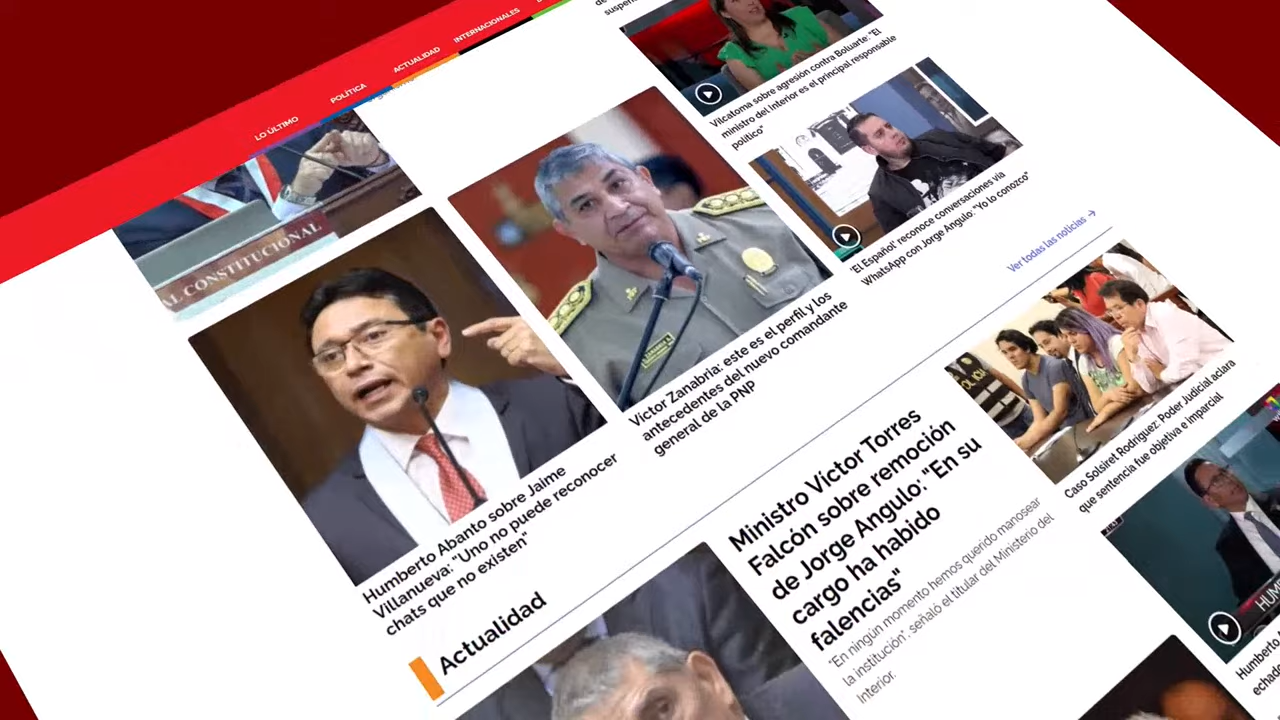 LO ÚLTIMO
POLÍTICA
ACTUALIDAD
INTERNACIONALES
AL CONSTITUCIONAL
Humberto Abanto sobre Jaime
Villanueva: "Uno no puede reconocer
chats que no existen"
Víctor Zanabria: este es el perfil y los
antecedentes del nuevo comandante
general de la PNP
Vilcatoma sobre agresión contra Boluarte: "El
ministro del Interior es el principal responsable
político"
'El Español' reconoce conversaciones vía
WhatsApp con Jorge Angulo: "Yo lo conozco"
Ver todas las noticias →
Actualidad
Ministro Víctor Torres
Falcón sobre remoción
de Jorge Angulo: "En su
cargo ha habido
falencias"
"En ningún momento hemos querido manosear
la institución", señaló el titular del Ministerio del
Interior.
Caso Solsiret Rodríguez: Poder Judicial aclara
que sentencia fue objetiva e imparcial
Humberto